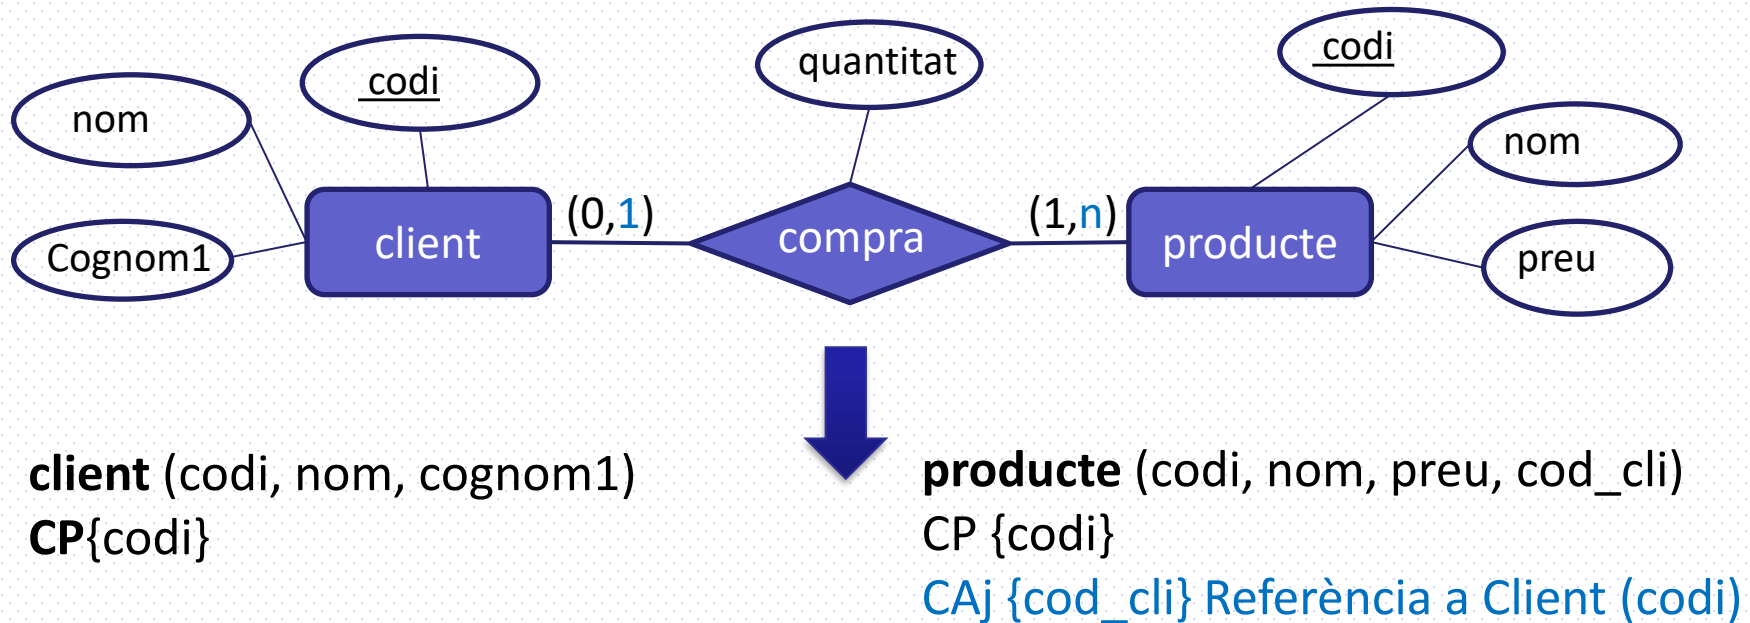 nom
codi
quantitat
codi
nom
Cognom1
client
(0,1)
compra
(1,n)
producte
preu
client (codi, nom, cognom1)
CP{codi}
producte (codi, nom, preu, cod_cli)
CP {codi}
CAj {cod_cli} Referència a Client (codi)